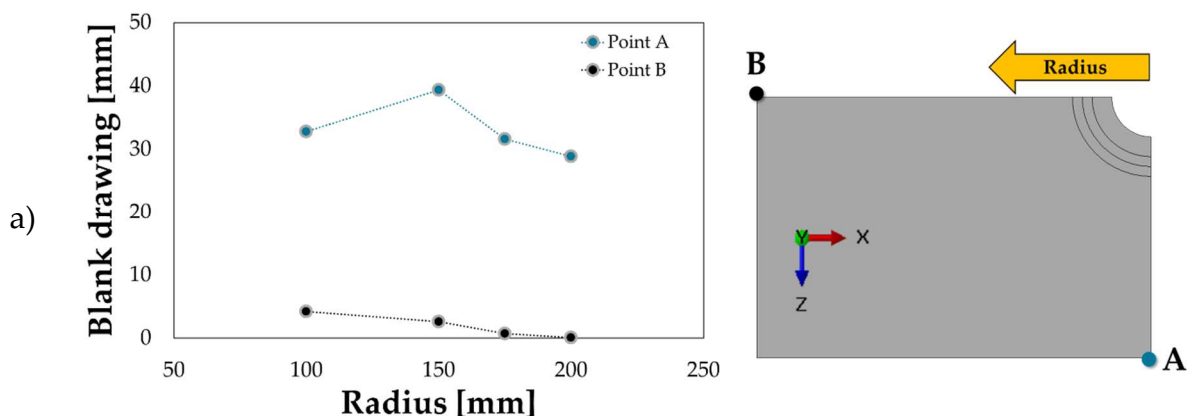 a)
Blank drawing [mm]
50
40
30
20
10
0
50
100
150
200
250
Radius [mm]
Point A
Point B
B
Radius
Y
X
Z
A